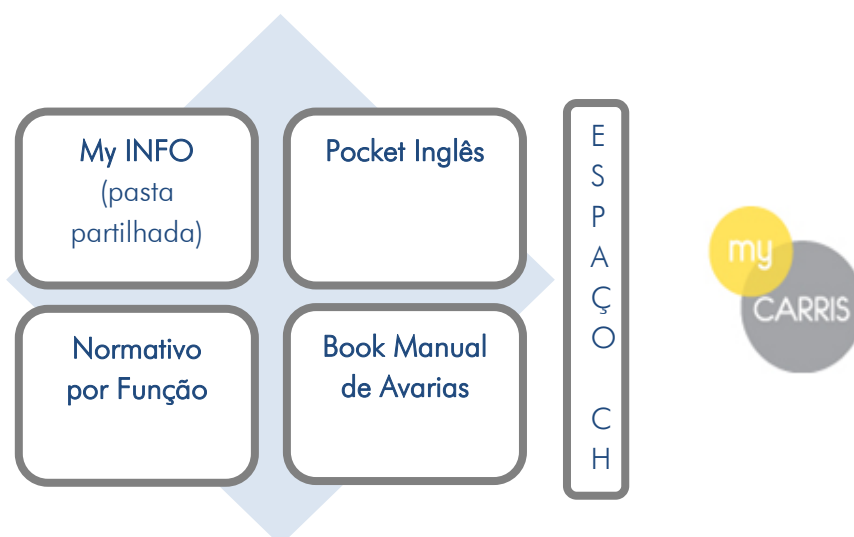 My INFO
(pasta
partilhada)
Pocket Inglês
Normativo
por Função
Book Manual
de Avarias
E
S
P
A
Ç
O
C
H
my
CARRIS